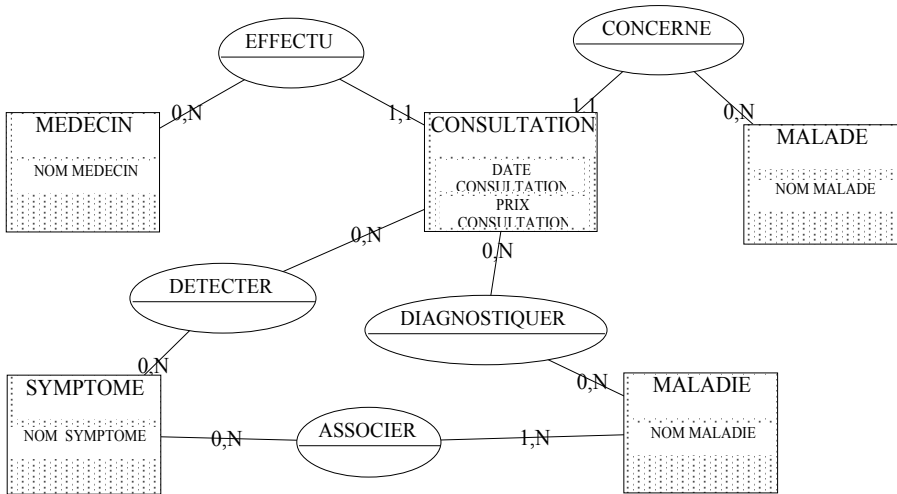 EFFECTU
CONCERNE
0,N
1,1
1,1
0,N
MEDECIN
CONSULTATION
MALADE
NOM MEDECIN
DATE
CONSULTATION
PRIX
CONSULTATION
NOM MALADE
0,N
0,N
DETECTER
DIAGNOSTIQUER
0,N
0,N
SYMPTOME
MALADIE
NOM SYMPTOME
0,N
ASSOCIER
1,N
NOM MALADIE